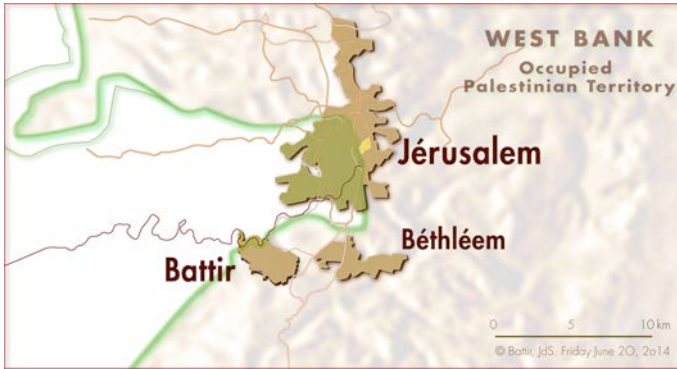 WEST BANK
Occupied
Palestinian Territory
Jérusalem
Béthléem
Battir
0 5 10 km
© Battir, JdS, Friday June 20, 2014